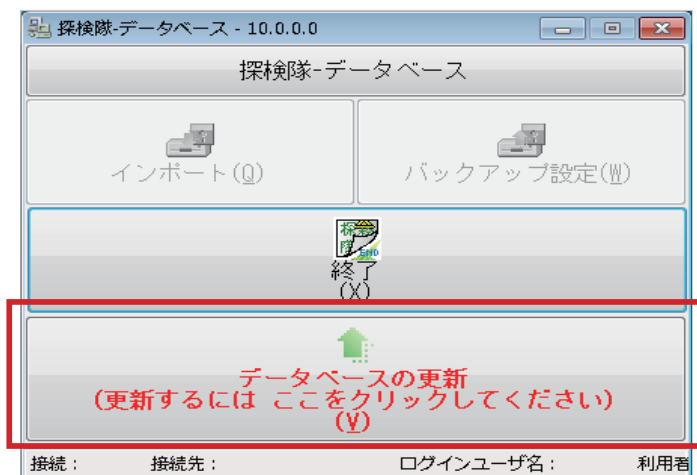 探検隊-データベース - 10.0.0.0
探検隊-データベース
インポート(Q)
バックアップ設定(W)
探検隊 END
終了
(X)
データベースの更新
(更新するには ここをクリックしてください)
(V)
接続： 接続先： ログインユーザ名： 利用者